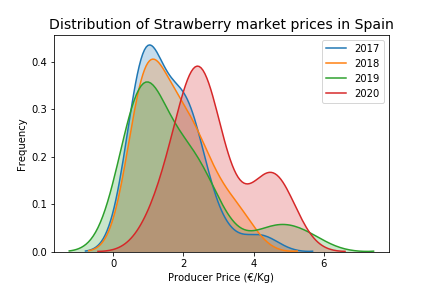 Distribution of Strawberry market prices in Spain
2017
2018
2019
2020
Frequency
0.4
0.3
0.2
0.1
0.0
0 2 4 6
Producer Price (€/Kg)